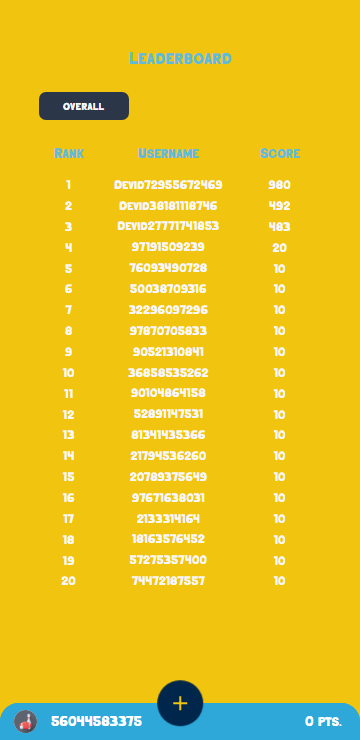 Leaderboard
OVERALL
Rank Username Score
1 Devid72955672469 980
2 Devid38181118746 492
3 Devid27771741853 483
4 97191509239 20
5 76093490728 10
6 50038709316 10
7 32296097296 10
8 97870705833 10
9 90521310841 10
10 36858535262 10
11 90104864158 10
12 52891147531 10
13 81341435366 10
14 21794536260 10
15 20789375649 10
16 97671638031 10
17 2133314164 10
18 18163576452 10
19 57275357400 10
20 74472187557 10
+
56044583375 0 PTS.